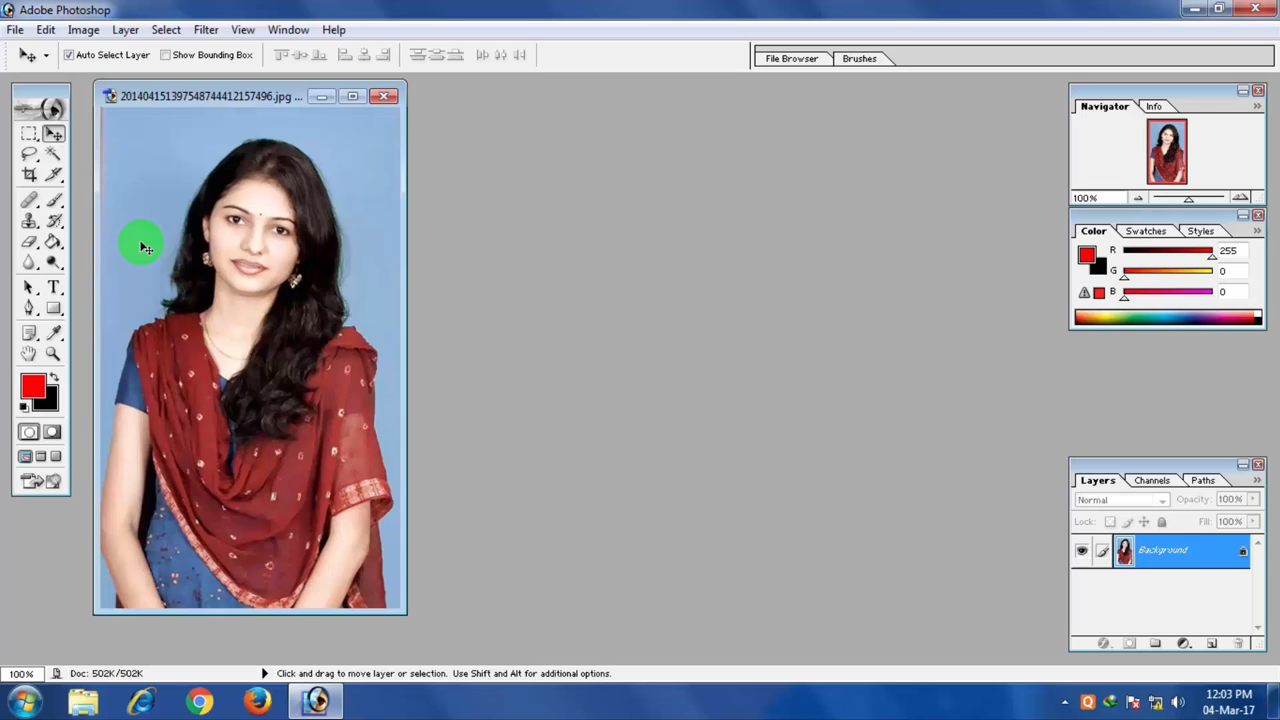 Adobe Photoshop
File Edit Image Layer Select Filter View Window Help
Auto Select Layer Show Bounding Box
File Browser Brushes
201404151397548744412157496.jpg ...
Navigator Info
100%
Color Swatches Styles
R 255
G 0
B 0
T
Layers Channels Paths
Normal Opacity: 100%
Lock: Fill: 100%
Background
100% Doc: 502K/502K Click and drag to move layer or selection. Use Shift and Alt for additional options.
12:03 PM
04-Mar-17